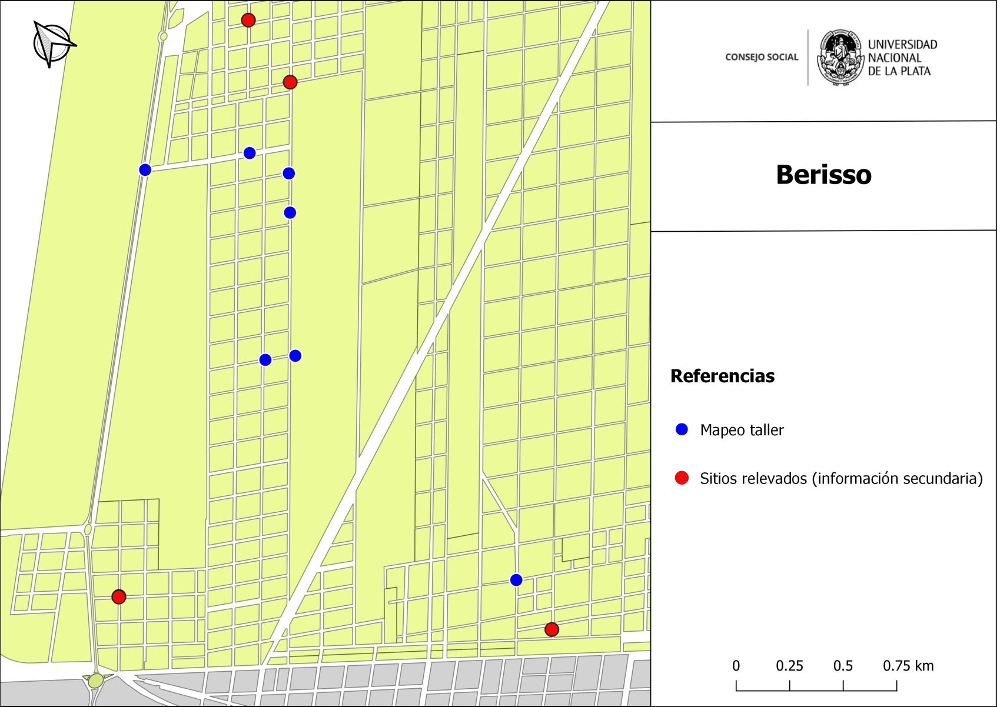 CONSEJO SOCIAL
UNIVERSIDAD
NACIONAL
DE LA PLATA
Berisso
Referencias
Mapeo taller
Sitios relevados (información secundaria)
0 0.25 0.5 0.75 km